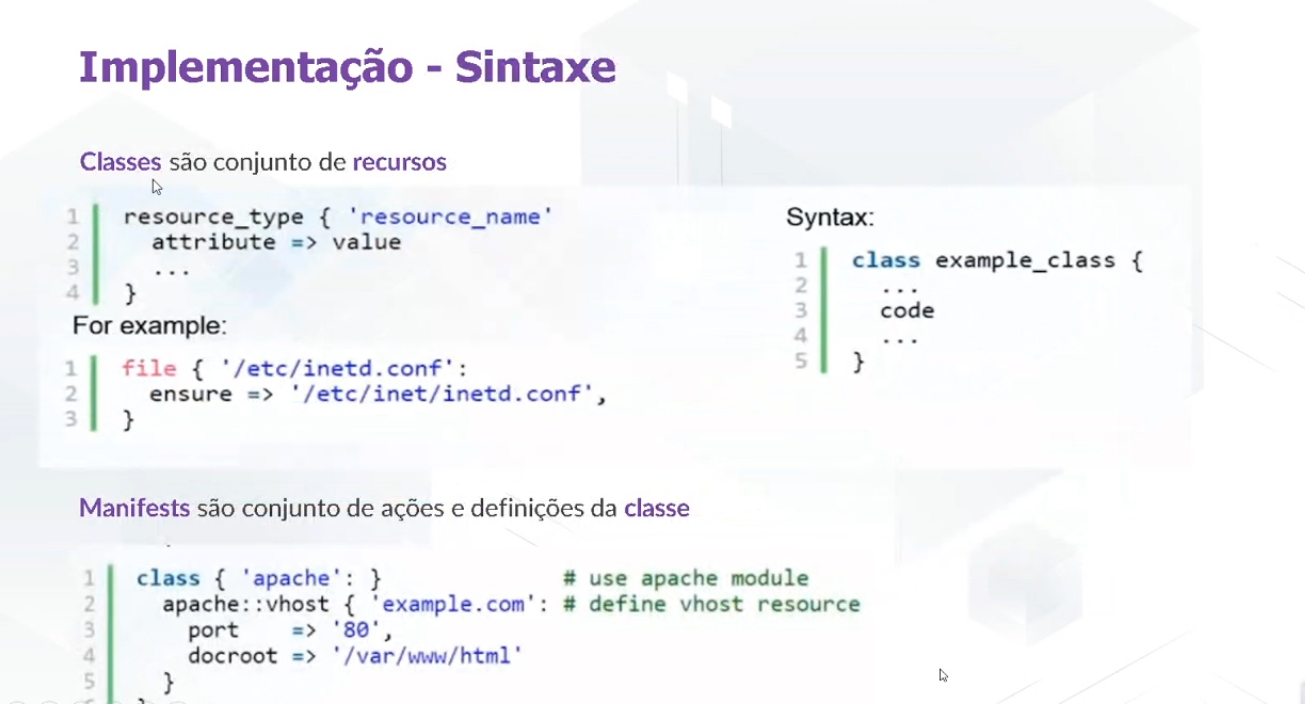 Implementação - Sintaxe
Classes são conjunto de recursos
1 resource_type { 'resource_name'
2 attribute => value
3 ...
4 }
For example:
1 file { '/etc/inetd.conf':
2 ensure => '/etc/inet/inetd.conf',
3 }
Syntax:
1 class example_class {
2 ...
3 code
4 ...
5 }
Manifests são conjunto de ações e definições da classe
1 class { 'apache': } # use apache module
2 apache::vhost { 'example.com': # define vhost resource
3 port => '80',
4 docroot => '/var/www/html'
5 }